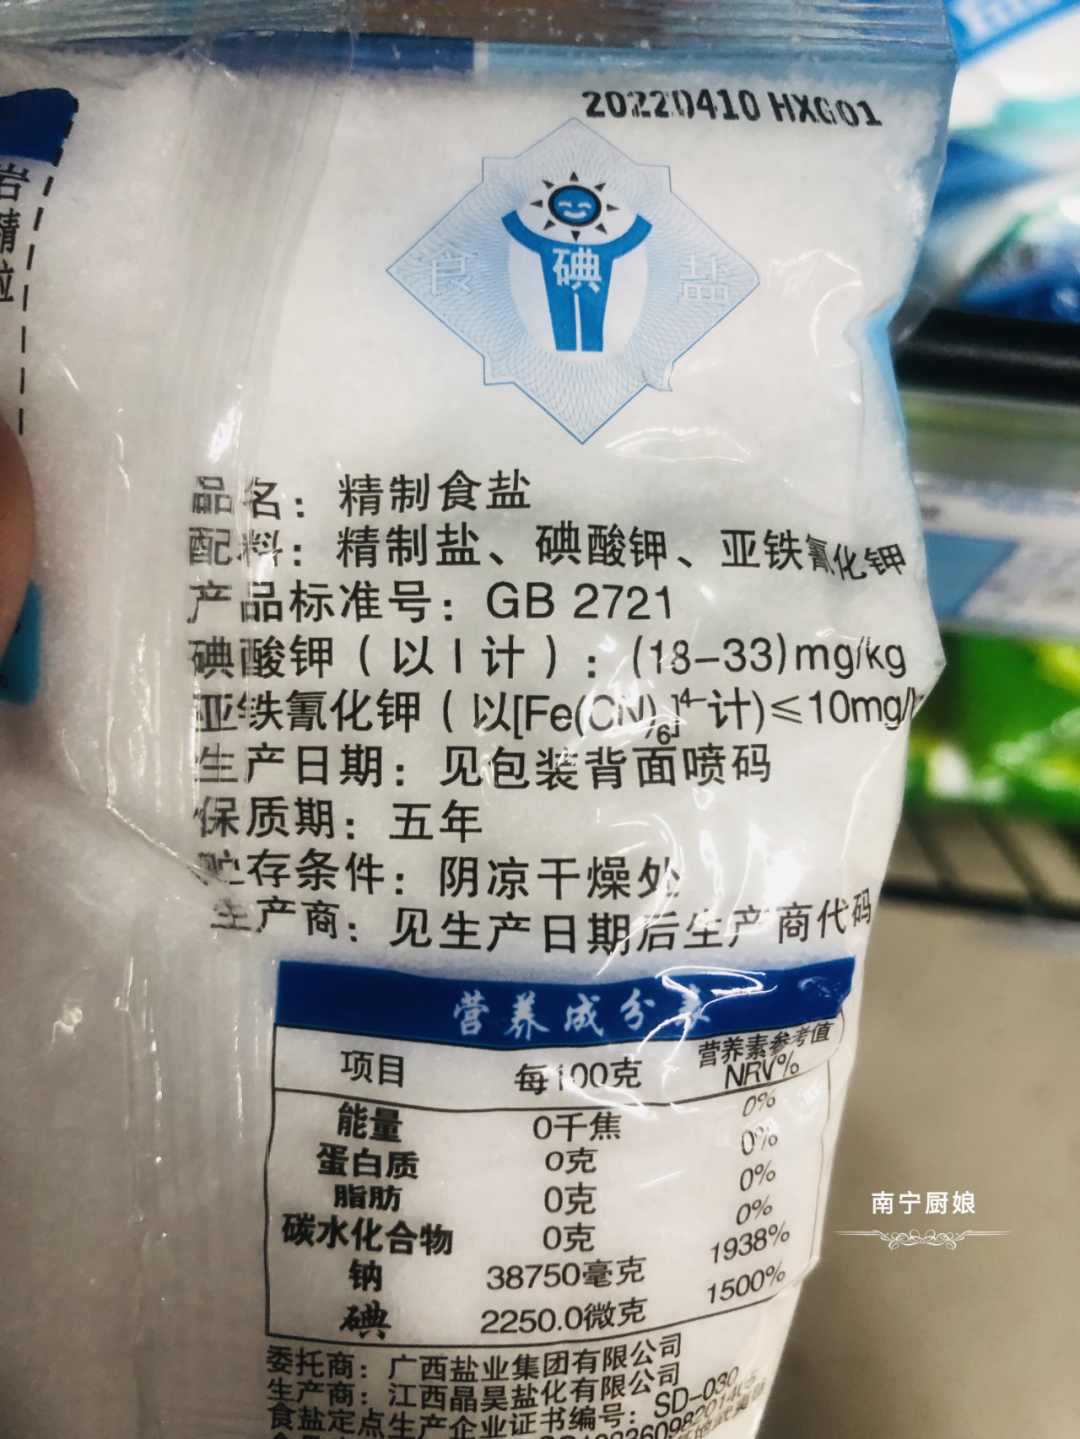 20220410 HXG01
食 碘 盐
岩
精
粒
品名：精制食盐
配料：精制盐、碘酸钾、亚铁氰化钾
产品标准号：GB 2721
碘酸钾（以I计）：(18-33)mg/kg
亚铁氰化钾（以[Fe(CN)₆]⁴⁻计)≤10mg/
生产日期：见包装背面喷码
保质期：五年
贮存条件：阴凉干燥处
生产商：见生产日期后生产商代码
营养成分表
项目 每100克 营养素参考值NRV%
能量 0千焦 0%
蛋白质 0克 0%
脂肪 0克 0%
碳水化合物 0克 0%
钠 38750毫克 1938%
碘 2250.0微克 1500%
南宁厨娘
委托商：广西盐业集团有限公司
生产商：江西晶昊盐化有限公司
食盐定点生产企业证书编号：SD-030